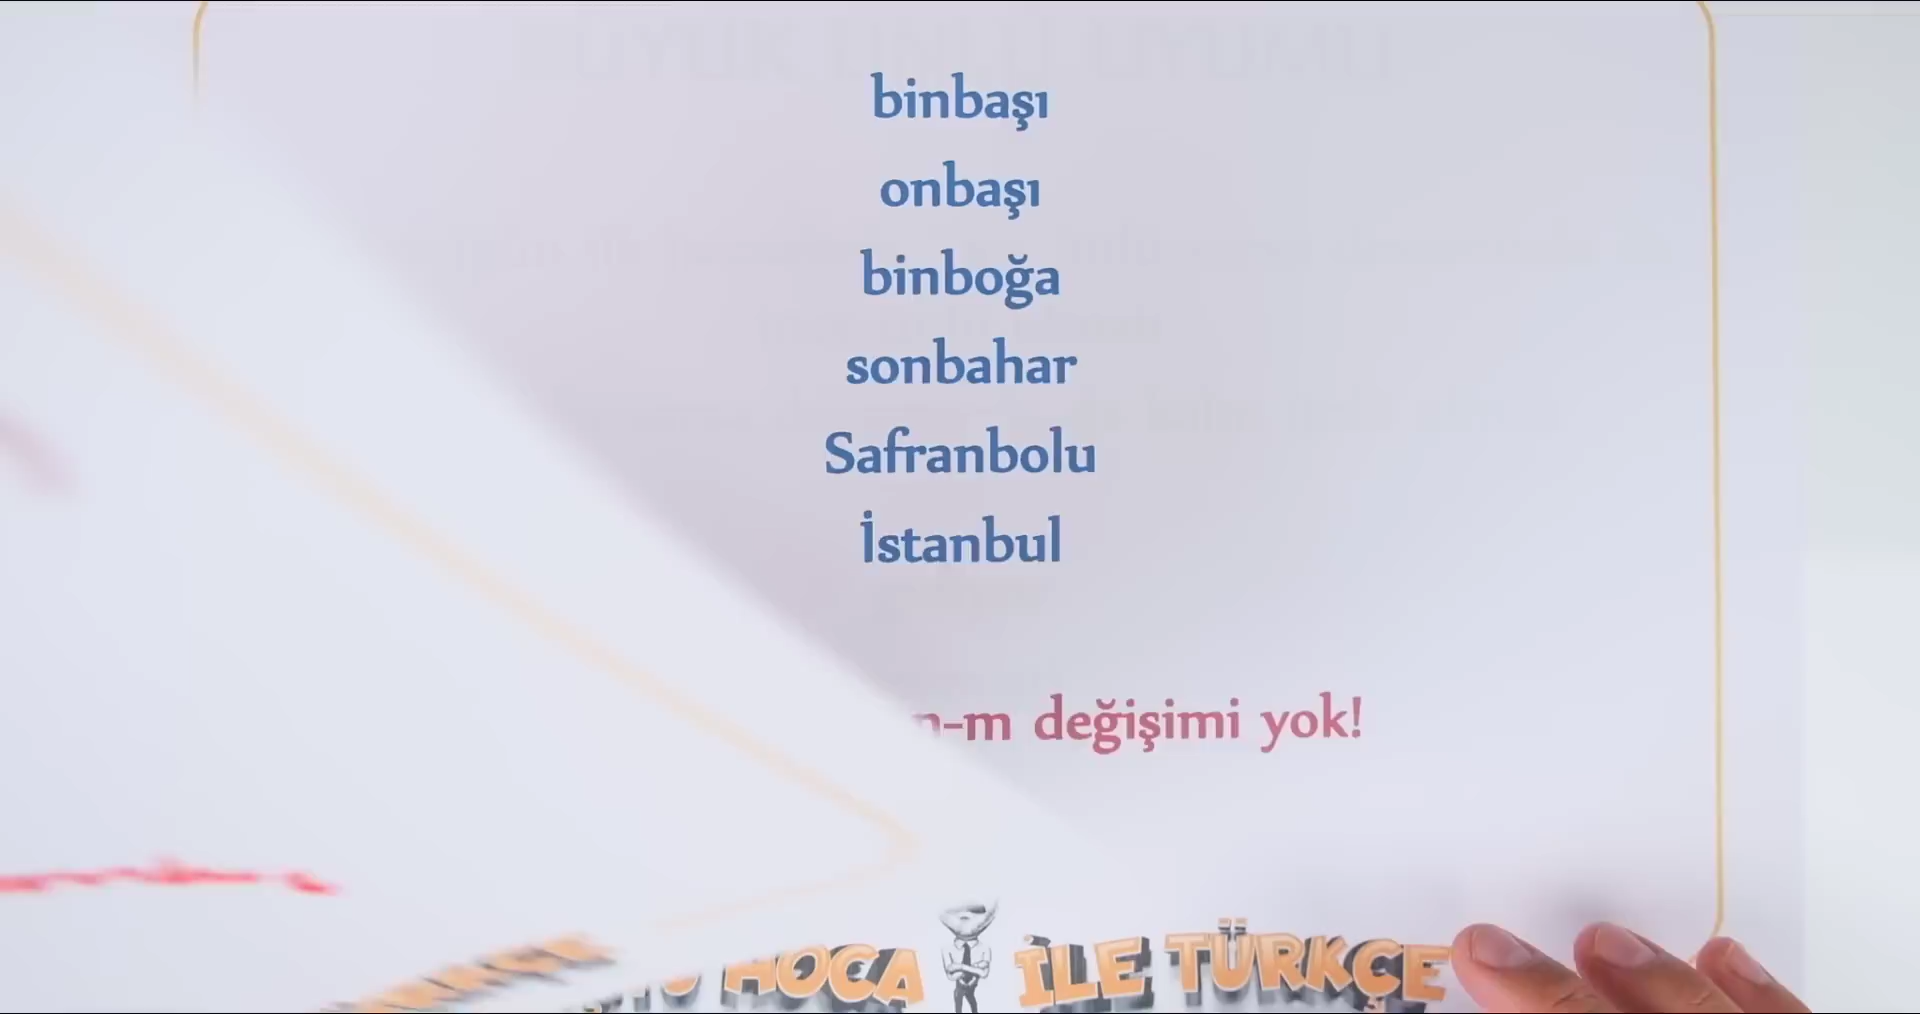 binbaşı
onbaşı
binboğa
sonbahar
Safranbolu
İstanbul
n-m değişimi yok!
HOCA İLE TÜRKÇE